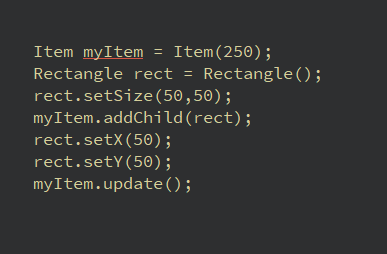 Item myItem = Item(250);
Rectangle rect = Rectangle();
rect.setSize(50,50);
myItem.addChild(rect);
rect.setX(50);
rect.setY(50);
myItem.update();